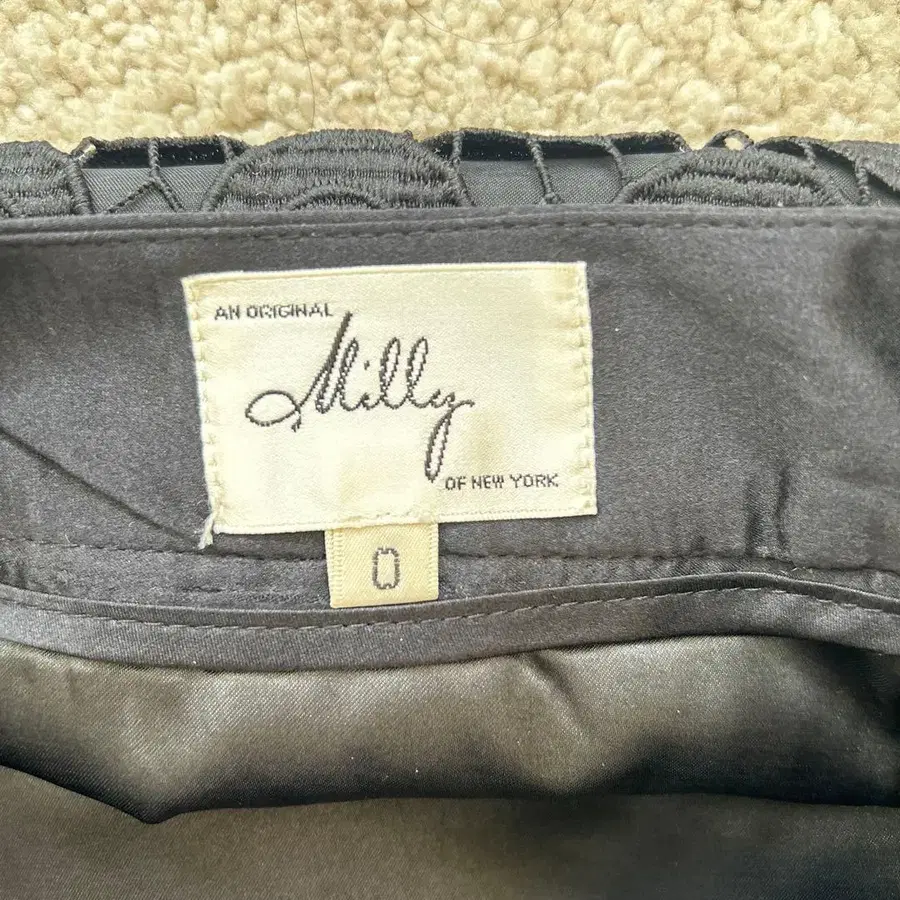 AN ORIGINAL
Milly
OF NEW YORK
0